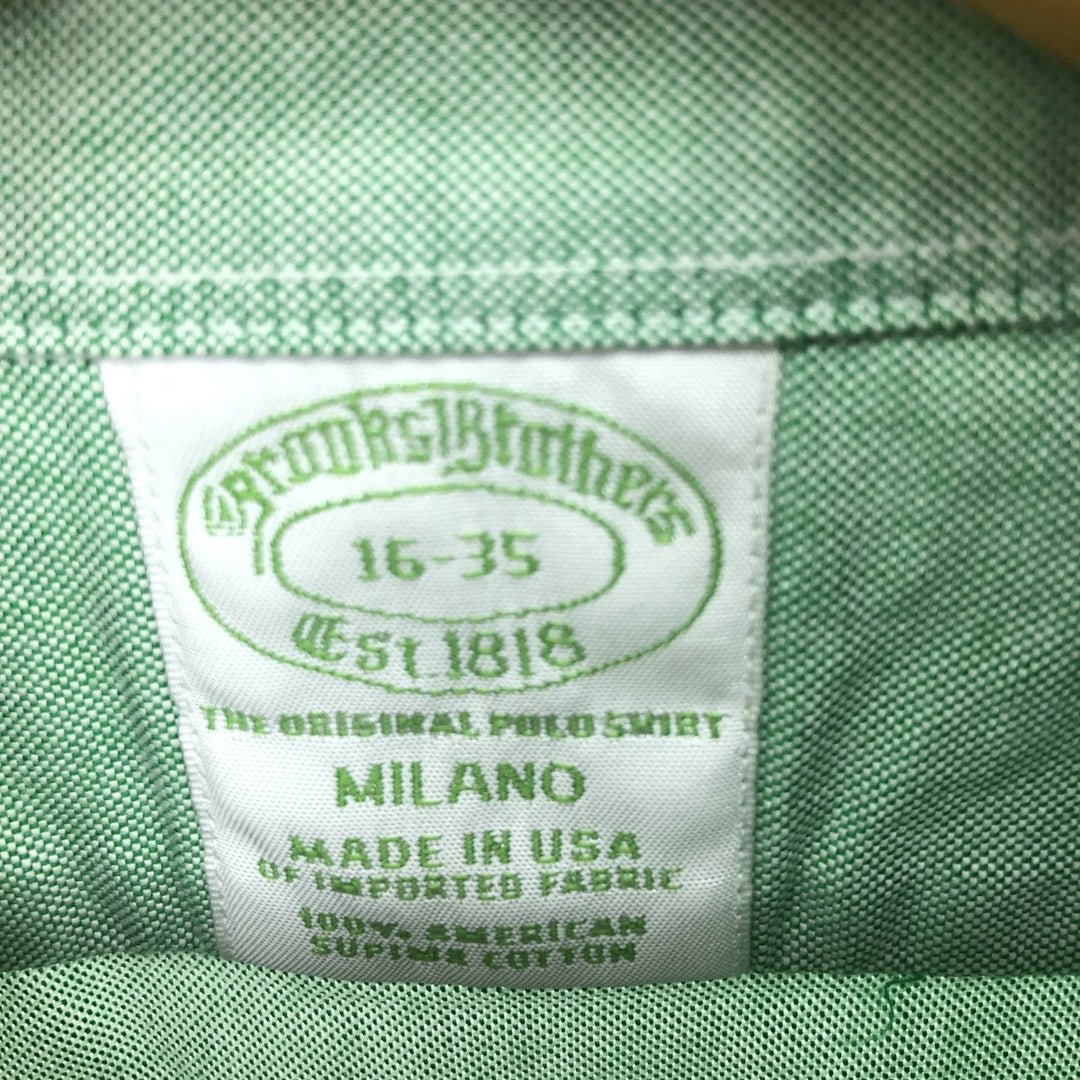 Brooks Brothers
16-35
Est. 1818
THE ORIGINAL POLO SHIRT
MILANO
MADE IN USA
OF IMPORTED FABRIC
100% AMERICAN
SUPIMA COTTON